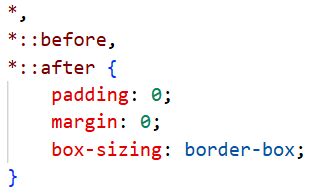 *,
*::before,
*::after {
    padding: 0;
    margin: 0;
    box-sizing: border-box;
}